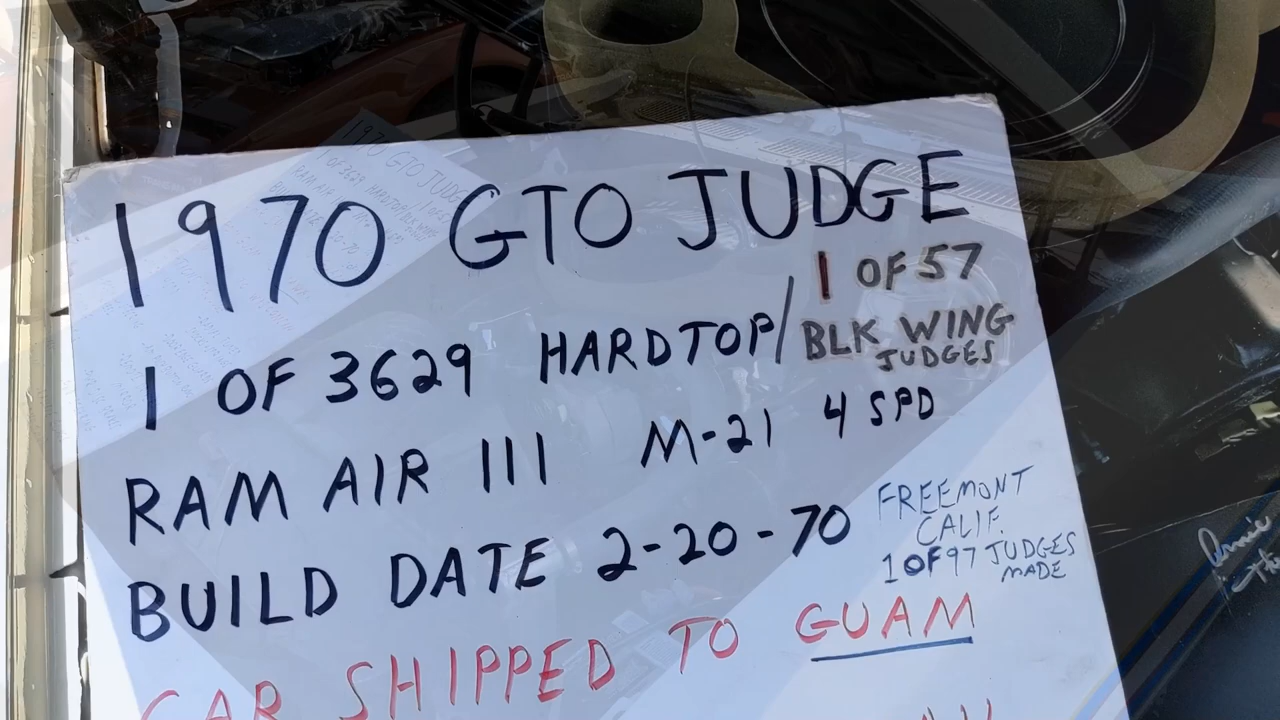 1970 GTO JUDGE
1 OF 3629 HARDTOP/
1 OF 57
BLK WING
JUDGES
RAM AIR III M-21 4 SPD
BUILD DATE 2-20-70
FREEMONT
CALIF.
1 OF 97 JUDGES
MADE
CAR SHIPPED TO GUAM